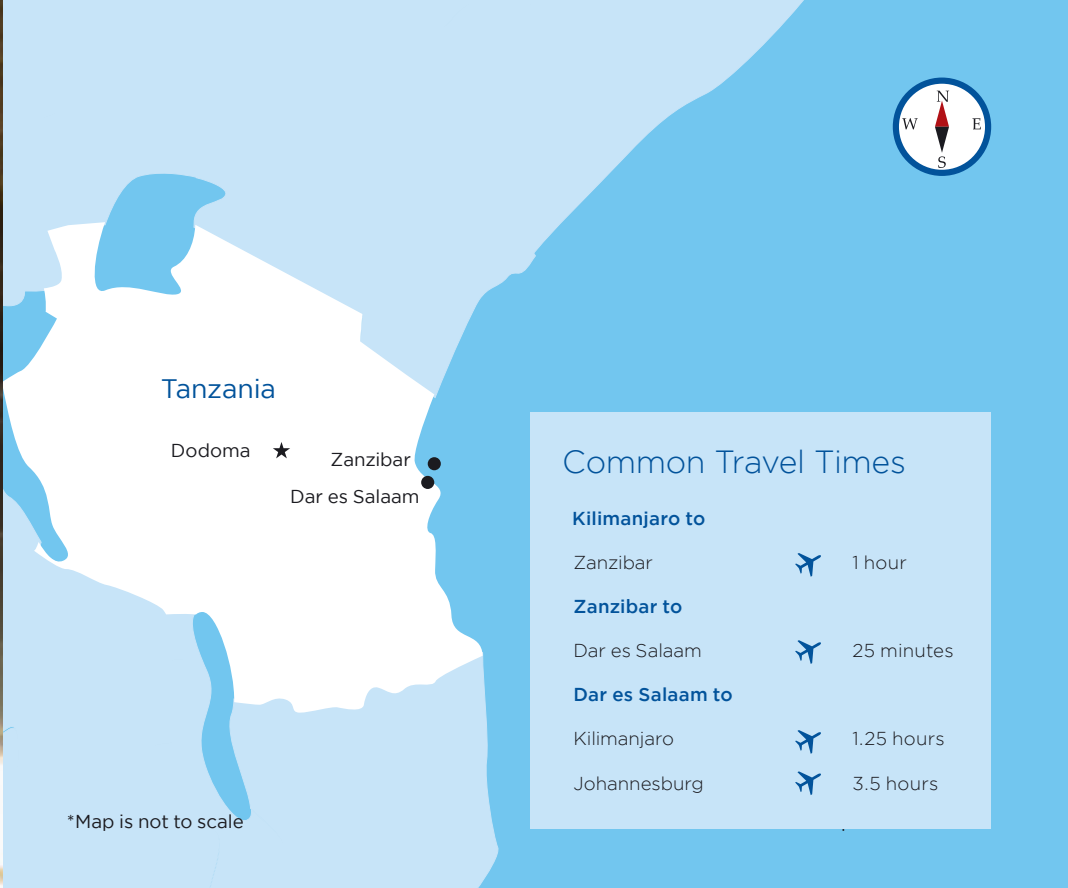 N
W E
S
Tanzania
Dodoma
Zanzibar
Dar es Salaam
Common Travel Times
Kilimanjaro to
Zanzibar 1 hour
Zanzibar to
Dar es Salaam 25 minutes
Dar es Salaam to
Kilimanjaro 1.25 hours
Johannesburg 3.5 hours
*Map is not to scale